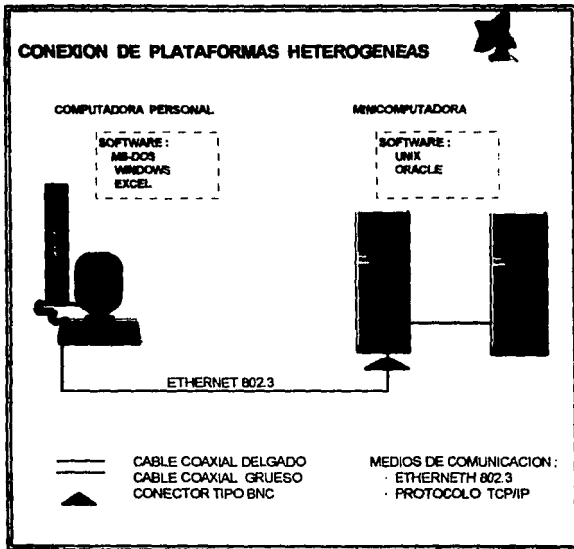 CONEXION DE PLATAFORMAS HETEROGENEAS
COMPUTADORA PERSONAL
MINICOMPUTADORA
SOFTWARE :
MS-DOS
WINDOWS
EXCEL
SOFTWARE :
UNIX
ORACLE
ETHERNET 802.3
CABLE COAXIAL DELGADO
CABLE COAXIAL GRUESO
CONECTOR TIPO BNC
MEDIOS DE COMUNICACION :
· ETHERNETH 802.3
· PROTOCOLO TCP/IP